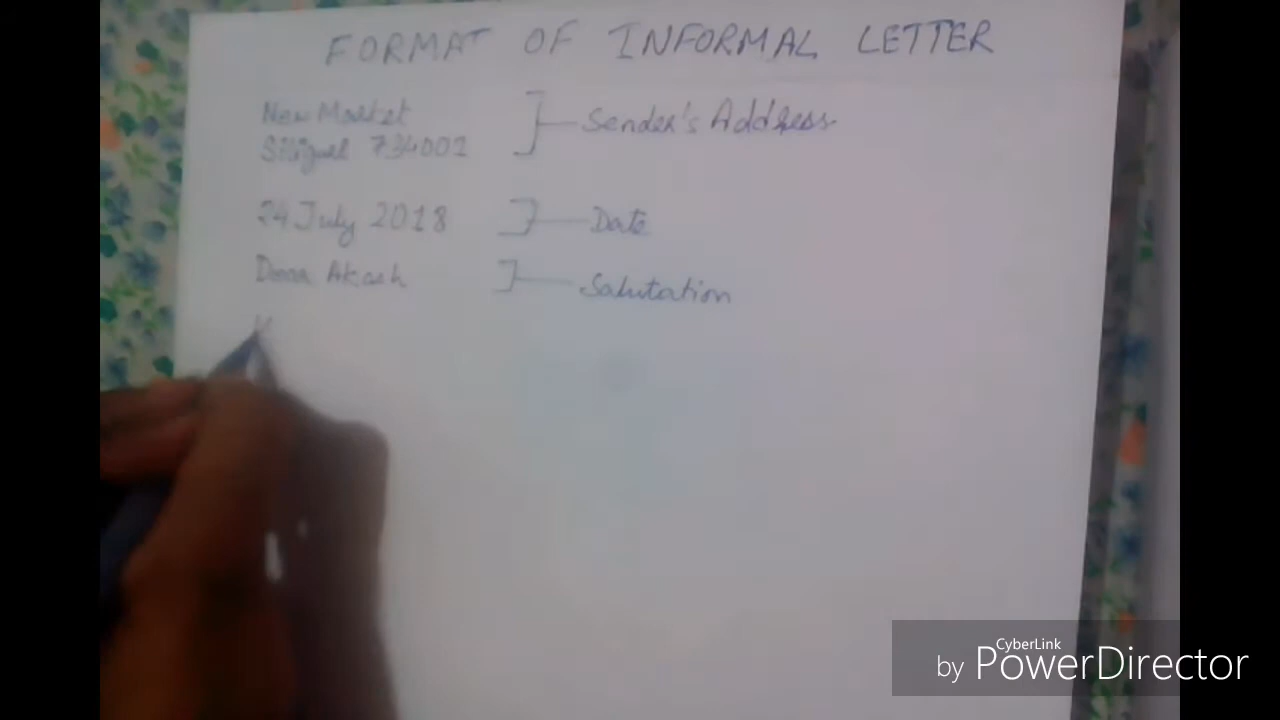 FORMAT OF INFORMAL LETTER
New Market
Sender's Address
Siliguri 734001
24 July 2018
Date
Dear Akash
Salutation
CyberLink
by PowerDirector